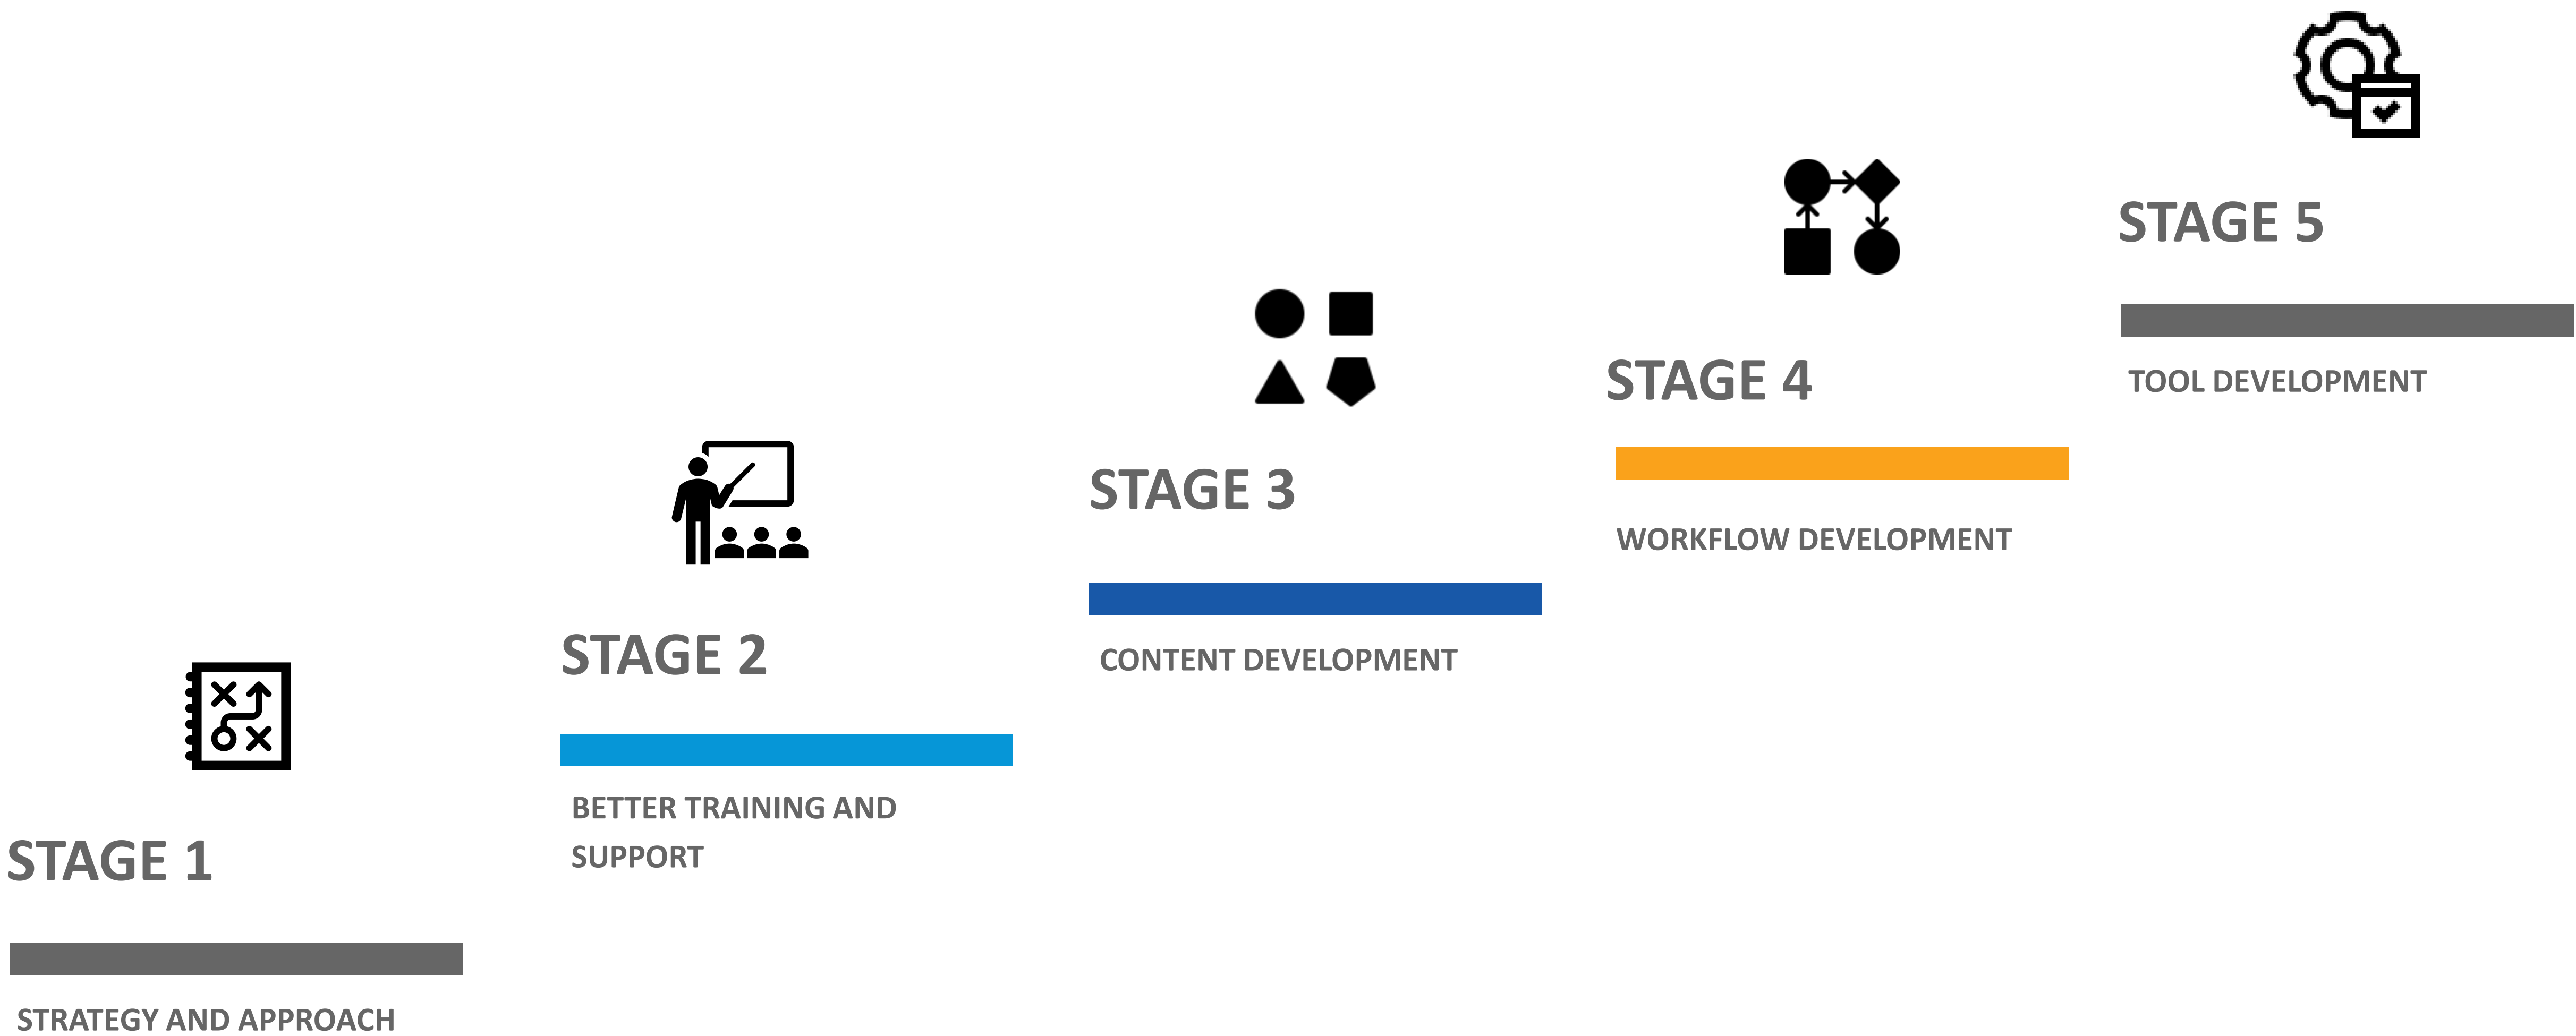 STAGE 1
STRATEGY AND APPROACH
STAGE 2
BETTER TRAINING AND
SUPPORT
STAGE 3
CONTENT DEVELOPMENT
STAGE 4
WORKFLOW DEVELOPMENT
STAGE 5
TOOL DEVELOPMENT